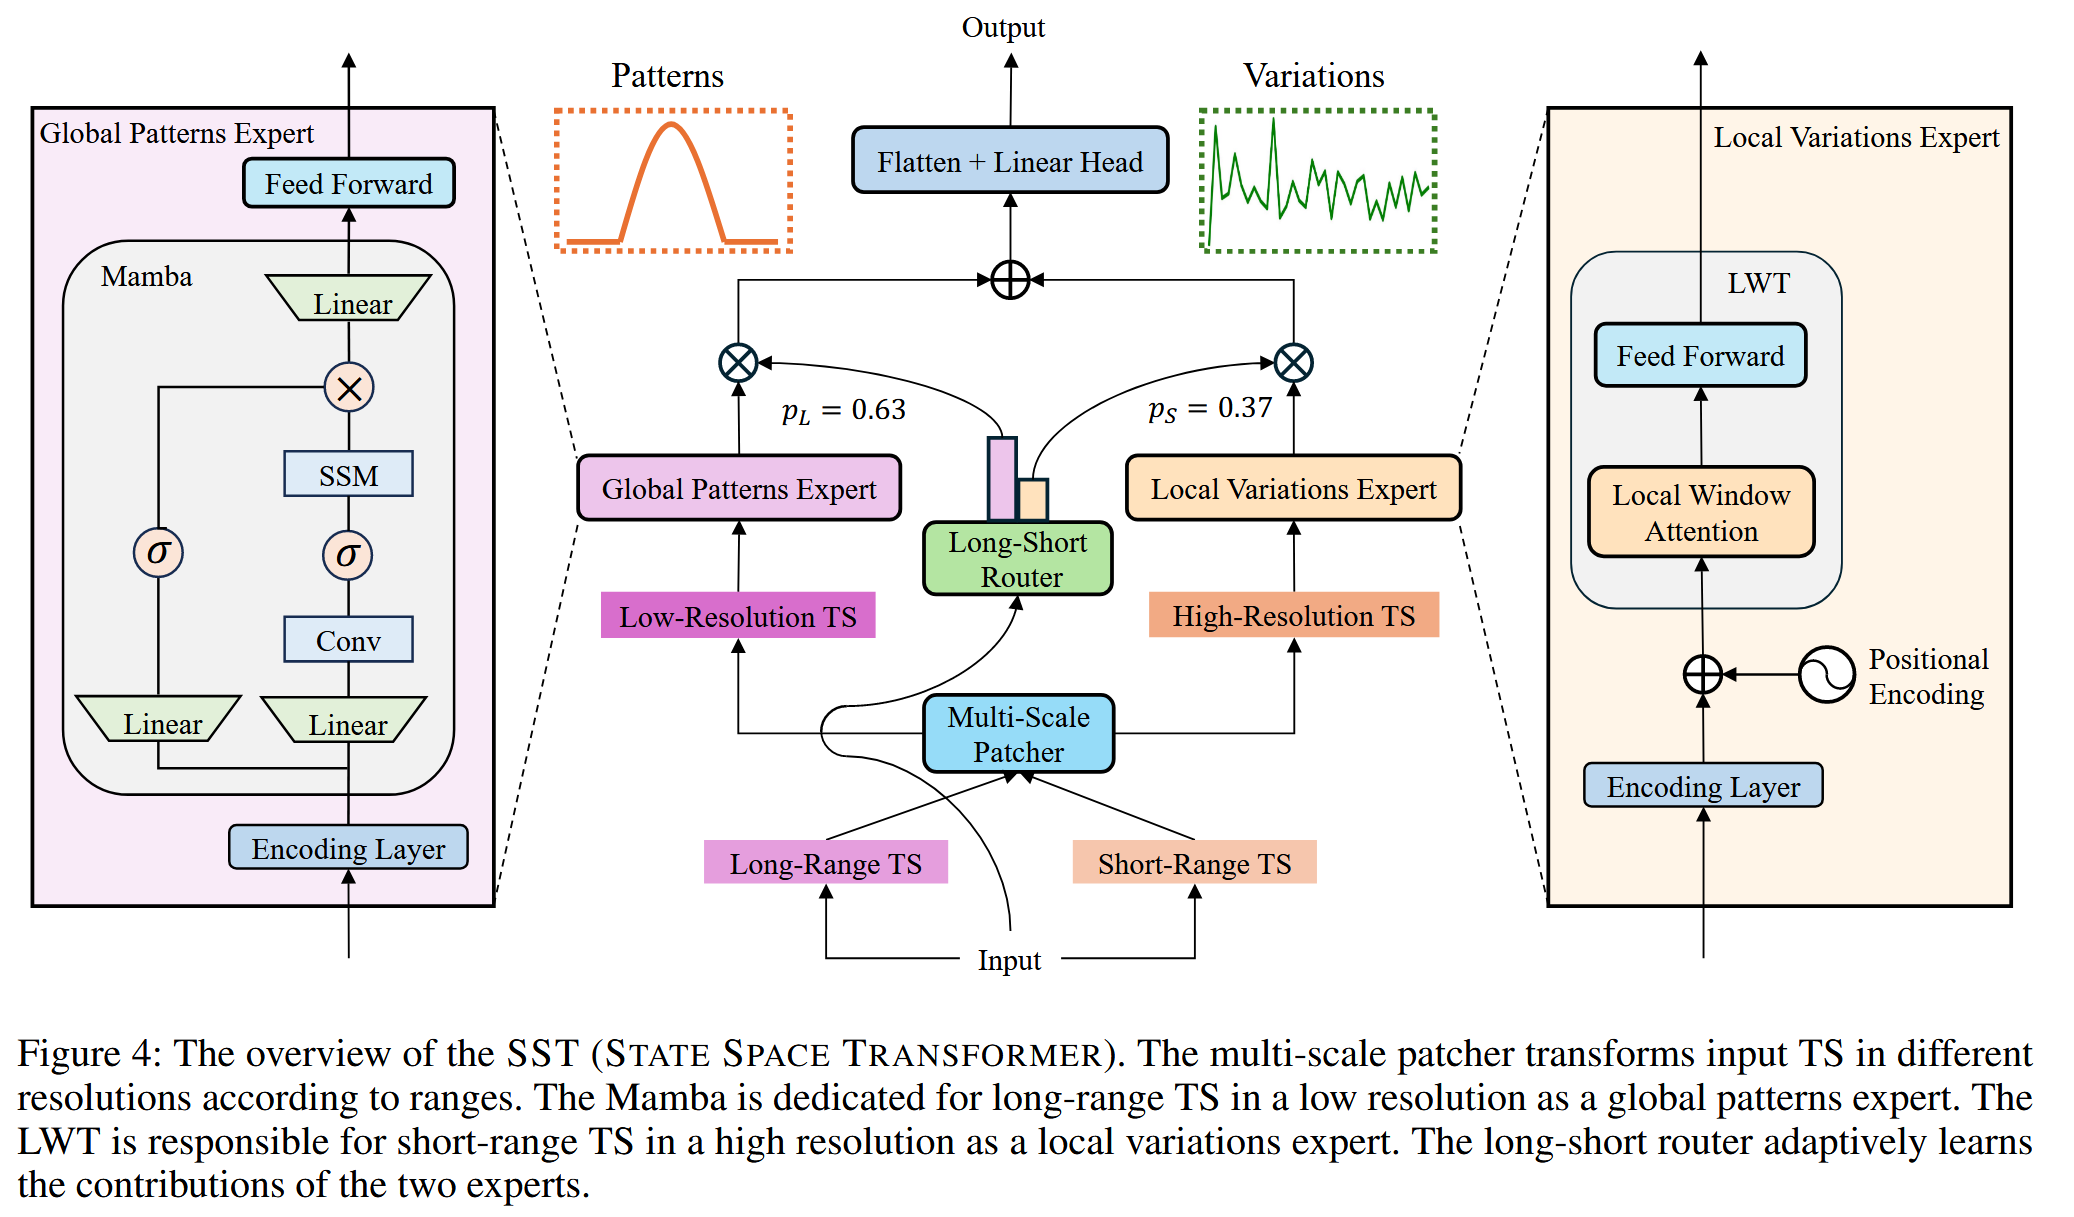 Output
Patterns
Variations
Global Patterns Expert
Feed Forward
Mamba
Linear
×
SSM
σ
σ
Conv
Linear
Linear
Encoding Layer
Flatten + Linear Head
p_L = 0.63
p_S = 0.37
Global Patterns Expert
Local Variations Expert
Long-Short
Router
Low-Resolution TS
High-Resolution TS
Multi-Scale
Patcher
Long-Range TS
Short-Range TS
Input
Local Variations Expert
LWT
Feed Forward
Local Window
Attention
Positional
Encoding
Encoding Layer
Figure 4: The overview of the SST (STATE SPACE TRANSFORMER). The multi-scale patcher transforms input TS in different
resolutions according to ranges. The Mamba is dedicated for long-range TS in a low resolution as a global patterns expert. The
LWT is responsible for short-range TS in a high resolution as a local variations expert. The long-short router adaptively learns
the contributions of the two experts.